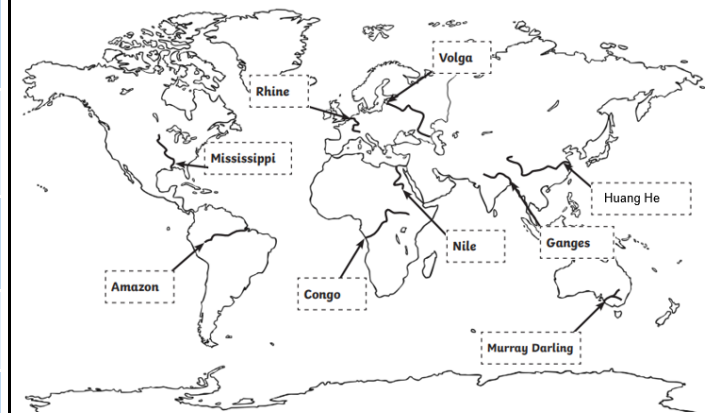 Volga
Rhine
Mississippi
Huang He
Ganges
Nile
Amazon
Congo
Murray Darling